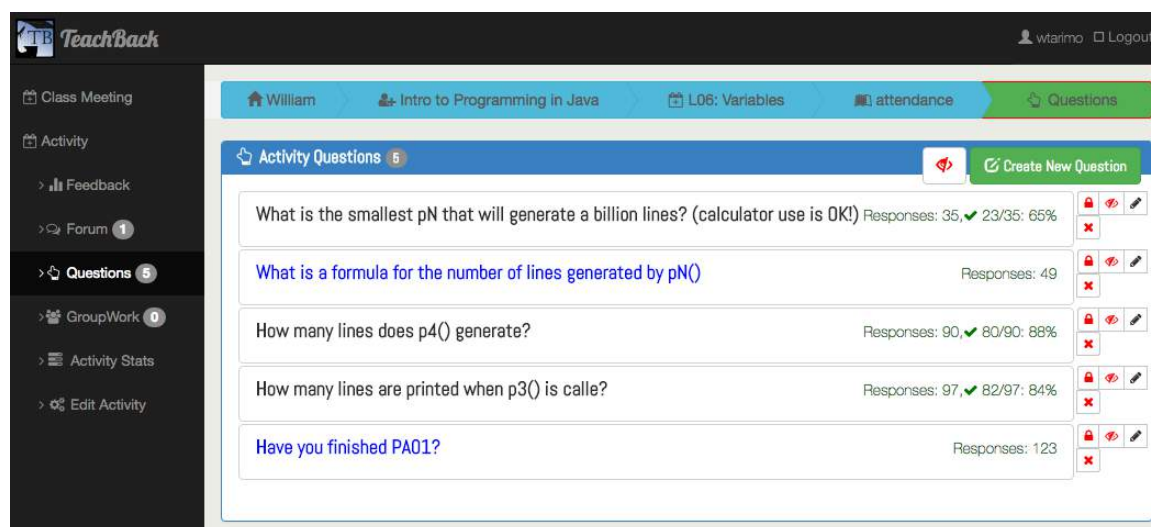 TB TeachBack
wtarimo Logout
Class Meeting
Activity
> Feedback
> Forum 1
> Questions 5
> GroupWork 0
> Activity Stats
> Edit Activity
William Intro to Programming in Java L06: Variables attendance Questions
Activity Questions 5 Create New Question
What is the smallest pN that will generate a billion lines? (calculator use is OK!) Responses: 35,✔ 23/35: 65%
What is a formula for the number of lines generated by pN() Responses: 49
How many lines does p4() generate? Responses: 90,✔ 80/90: 88%
How many lines are printed when p3() is calle? Responses: 97,✔ 82/97: 84%
Have you finished PA01? Responses: 123